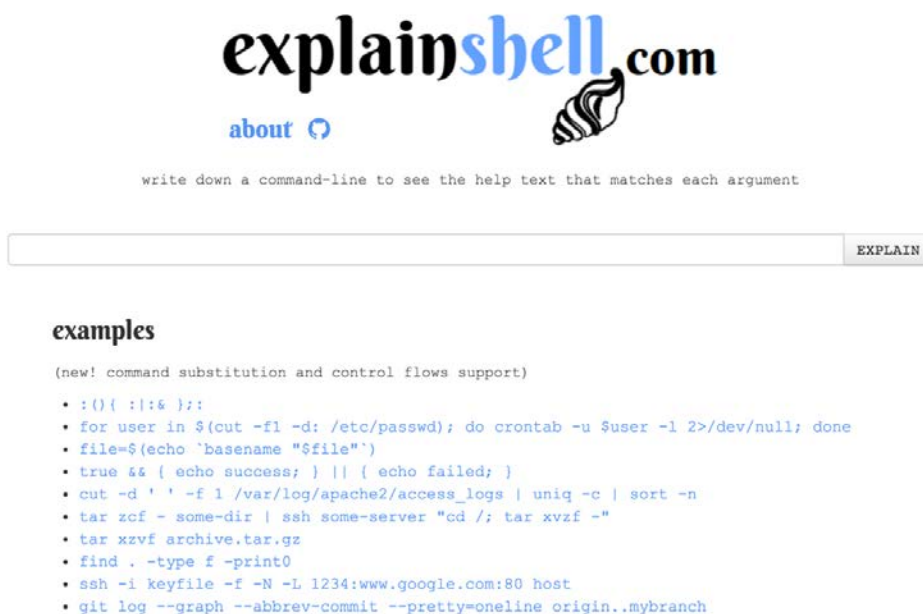 explainshell.com
about
write down a command-line to see the help text that matches each argument
EXPLAIN
examples
(new! command substitution and control flows support)
• :(){ :|:& };:
• for user in $(cut -f1 -d: /etc/passwd); do crontab -u $user -l 2>/dev/null; done
• file=$(echo `basename "$file"`)
• true && { echo success; } || { echo failed; }
• cut -d ' ' -f 1 /var/log/apache2/access_logs | uniq -c | sort -n
• tar zcf - some-dir | ssh some-server "cd /; tar xvzf -"
• tar xzvf archive.tar.gz
• find . -type f -print0
• ssh -i keyfile -f -N -L 1234:www.google.com:80 host
• git log --graph --abbrev-commit --pretty=oneline origin..mybranch